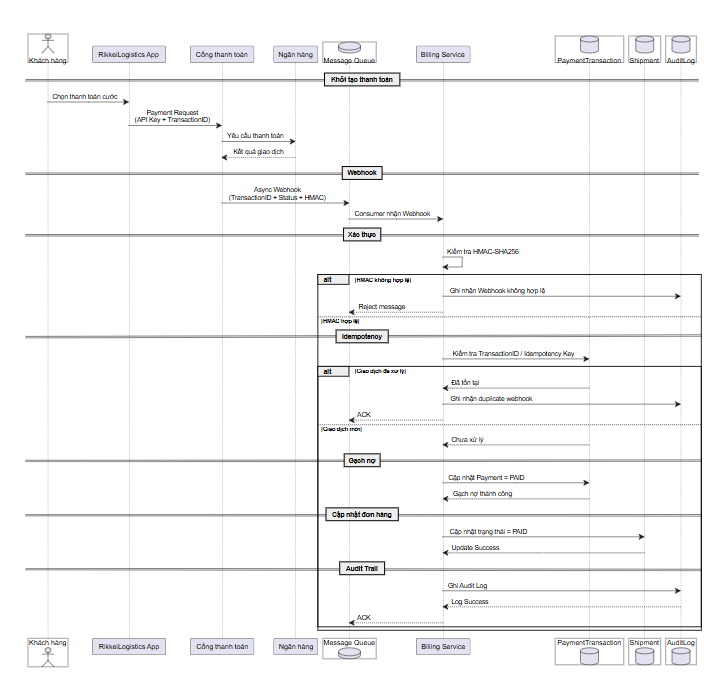 Khách hàng
RikkeiLogistics App
Cổng thanh toán
Ngân hàng
Message Queue
Billing Service
PaymentTransaction
Shipment
AuditLog
Khởi tạo thanh toán
Chọn thanh toán cước
Payment Request
(API Key + TransactionID)
Yêu cầu thanh toán
Kết quả giao dịch
Webhook
Async Webhook
(TransactionID + Status + HMAC)
Consumer nhận Webhook
Xác thực
Kiểm tra HMAC-SHA256
alt
[HMAC không hợp lệ]
Ghi nhận Webhook không hợp lệ
Reject message
[HMAC hợp lệ]
Idempotency
Kiểm tra TransactionID / Idempotency Key
alt
[Giao dịch đã xử lý]
Đã tồn tại
Ghi nhận duplicate webhook
ACK
[Giao dịch mới]
Chưa xử lý
Gạch nợ
Cập nhật Payment = PAID
Gạch nợ thành công
Cập nhật đơn hàng
Cập nhật trạng thái = PAID
Update Success
Audit Trail
Ghi Audit Log
Log Success
ACK
Khách hàng
RikkeiLogistics App
Cổng thanh toán
Ngân hàng
Message Queue
Billing Service
PaymentTransaction
Shipment
AuditLog